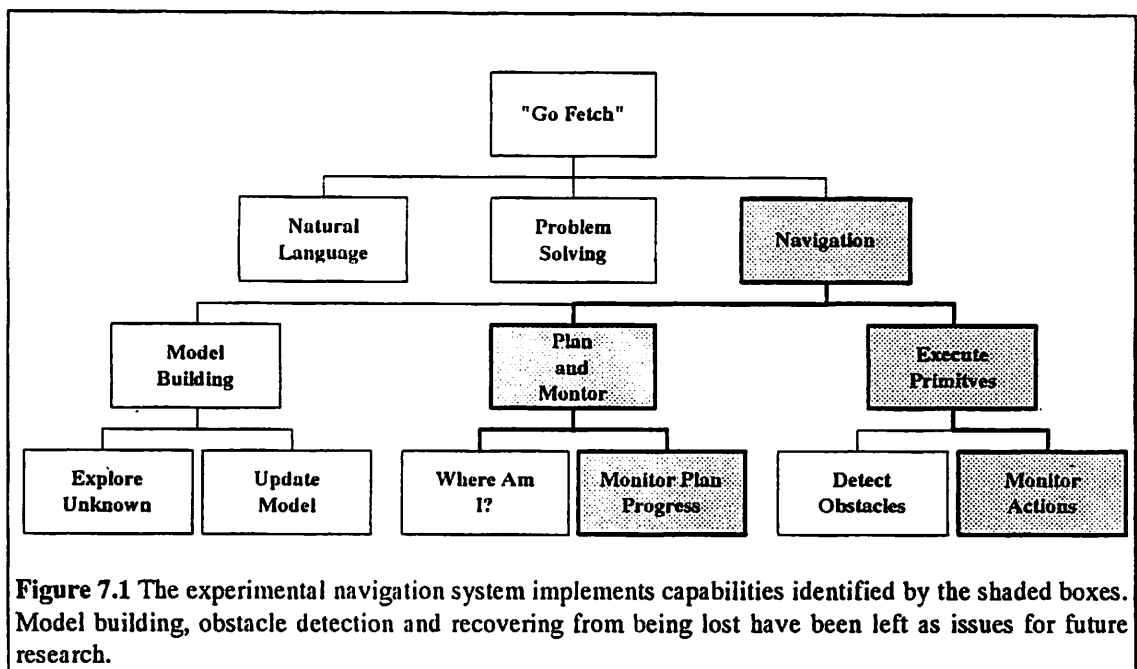 "Go Fetch"
Natural
Language
Problem
Solving
Navigation
Model
Building
Plan
and
Montor
Execute
Primitves
Explore
Unknown
Update
Model
Where Am
I?
Monitor Plan
Progress
Detect
Obstacles
Monitor
Actions
Figure 7.1 The experimental navigation system implements capabilities identified by the shaded boxes.
Model building, obstacle detection and recovering from being lost have been left as issues for future
research.